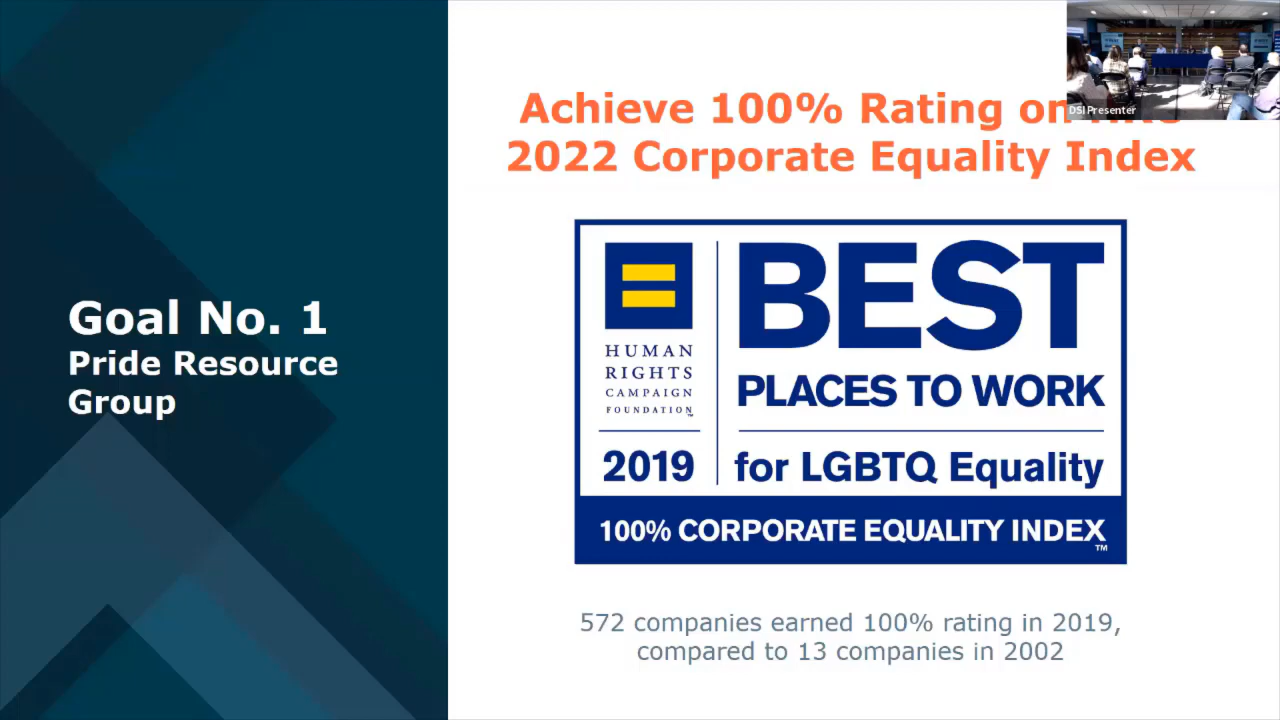 Achieve 100% Rating on
2022 Corporate Equality Index
DSI Presenter
Goal No. 1
Pride Resource
Group
HUMAN
RIGHTS
CAMPAIGN
FOUNDATION™
2019
BEST
PLACES TO WORK
for LGBTQ Equality
100% CORPORATE EQUALITY INDEX™
572 companies earned 100% rating in 2019,
compared to 13 companies in 2002